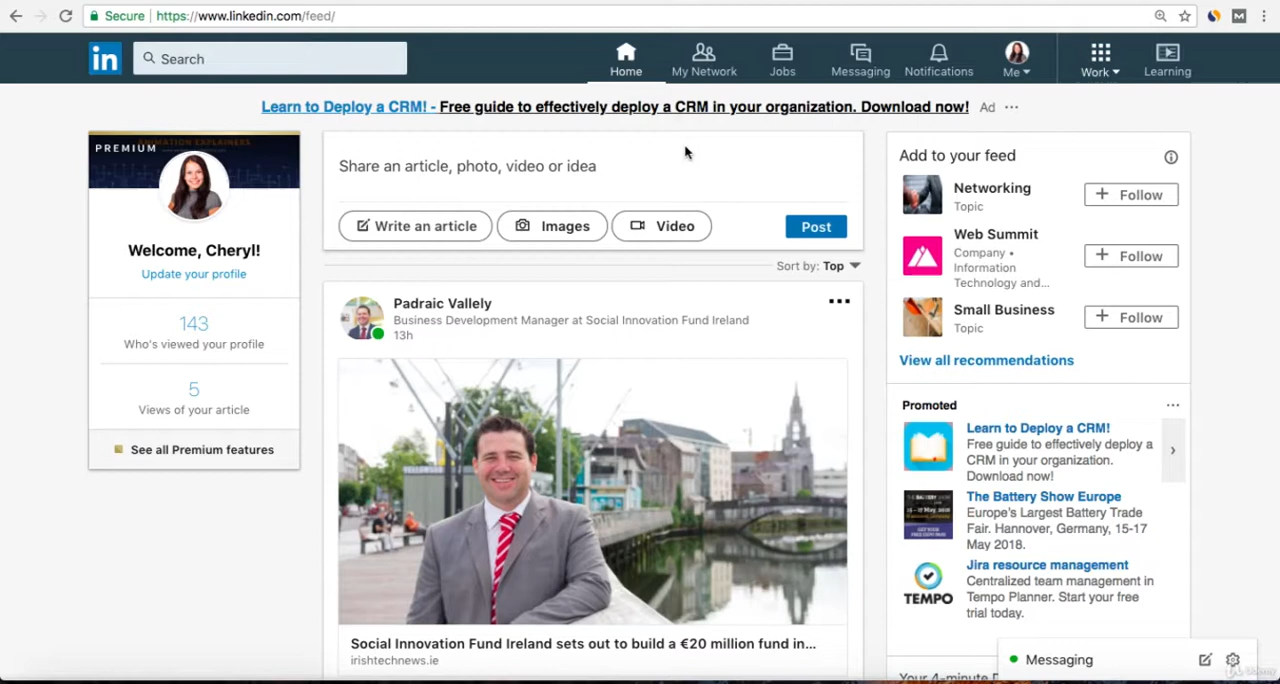 Secure
https://www.linkedin.com/feed/
M
in
Search
Home
My Network
Jobs
Messaging
Notifications
Me
Work
Learning
Learn to Deploy a CRM! - Free guide to effectively deploy a CRM in your organization. Download now!
Ad
PREMIUM
ANIMATION EXPLAINERS
Welcome, Cheryl!
Update your profile
143
Who's viewed your profile
5
Views of your article
See all Premium features
Share an article, photo, video or idea
Write an article
Images
Video
Post
Sort by: Top
Padraic Vallely
Business Development Manager at Social Innovation Fund Ireland
13h
Social Innovation Fund Ireland sets out to build a €20 million fund in...
irishtechnews.ie
Add to your feed
Networking
Topic
+ Follow
Web Summit
Company •
Information
Technology and...
+ Follow
Small Business
Topic
+ Follow
View all recommendations
Promoted
Learn to Deploy a CRM!
Free guide to effectively deploy a
CRM in your organization.
Download now!
The Battery Show Europe
Europe's Largest Battery Trade
Fair. Hannover, Germany, 15-17
May 2018.
Jira resource management
Centralized team management in
Tempo Planner. Start your free
trial today.
TEMPO
Messaging
Your 4-minute